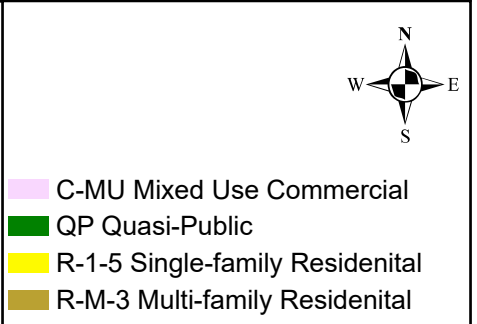 N
W E
S
C-MU Mixed Use Commercial
QP Quasi-Public
R-1-5 Single-family Residenital
R-M-3 Multi-family Residenital